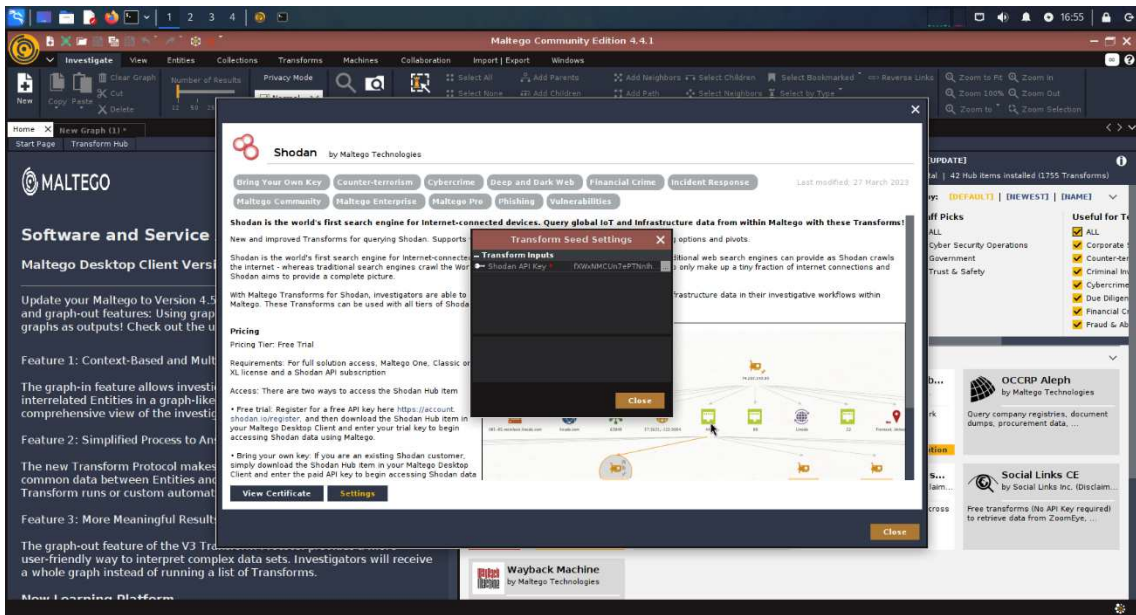 1 2 3 4
16:55
Maltego Community Edition 4.4.1
Investigate View Entities Collections Transforms Machines Collaboration Import | Export Windows
New
Copy Paste
Clear Graph
Cut
Delete
Number of Results
Privacy Mode
Normal
Select All
Select None
Add Parents
Add Children
Add Neighbors
Add Path
Select Children
Select Neighbors
Select Bookmarked
Select by Type
Reverse Links
Zoom to Fit
Zoom 100%
Zoom to
Zoom In
Zoom Out
Zoom Selection
Home
New Graph (1) *
Start Page Transform Hub
MALTEGO
Software and Service
Maltego Desktop Client Versi
Update your Maltego to Version 4.5
and graph-out features: Using grap
graphs as outputs! Check out the u
Feature 1: Context-Based and Mult
The graph-in feature allows investi
interrelated Entities in a graph-like
comprehensive view of the investig
Feature 2: Simplified Process to An
The new Transform Protocol makes
common data between Entities and
Transform runs or custom automat
Feature 3: More Meaningful Result
The graph-out feature of the V3 Tra
user-friendly way to interpret complex data sets. Investigators will receive
a whole graph instead of running a list of Transforms.
New Learning Platform
Shodan by Maltego Technologies
Bring Your Own Key Counter-terrorism Cybercrime Deep and Dark Web Financial Crime Incident Response
Last modified: 27 March 2023
Maltego Community Maltego Enterprise Maltego Pro Phishing Vulnerabilities
Shodan is the world's first search engine for Internet-connected devices. Query global IoT and Infrastructure data from within Maltego with these Transforms!
New and improved Transforms for querying Shodan. Supports
g options and pivots.
Shodan is the world's first search engine for Internet-connecte
ditional web search engines can provide as Shodan crawls
the internet - whereas traditional search engines crawl the Wor
s only make up a tiny fraction of internet connections and
Shodan aims to provide a complete picture.
With Maltego Transforms for Shodan, investigators are able to
frastructure data in their investigative workflows within
Maltego. These Transforms can be used with all tiers of Shoda
Pricing
Pricing Tier: Free Trial
Requirements: For full solution access, Maltego One, Classic or
XL license and a Shodan API subscription
Access: There are two ways to access the Shodan Hub item
• Free trial: Register for a free API key here https://account.
shodan.io/register, and then download the Shodan Hub item in
your Maltego Desktop Client and enter your trial key to begin
accessing Shodan data using Maltego.
• Bring your own key: If you are an existing Shodan customer,
simply download the Shodan Hub item in your Maltego Desktop
Client and enter the paid API key to begin accessing Shodan data
View Certificate Settings
Close
Transform Seed Settings
Transform Inputs
Shodan API Key *
Close
UPDATE]
tal | 42 Hub items installed (1755 Transforms)
by: [DEFAULT] | [NEWEST] | [NAME]
aff Picks
ALL
Cyber Security Operations
Government
Trust & Safety
Useful for Te
ALL
Corporate
Counter-ter
Criminal In
Cybercrime
Due Diligen
Financial Cr
Fraud & Ab
OCCRP Aleph
by Maltego Technologies
Query company registries, document
dumps, procurement data, ...
Social Links CE
by Social Links Inc. (Disclaim...
Free transforms (No API Key required)
to retrieve data from ZoomEye, ...
Wayback Machine
by Maltego Technologies